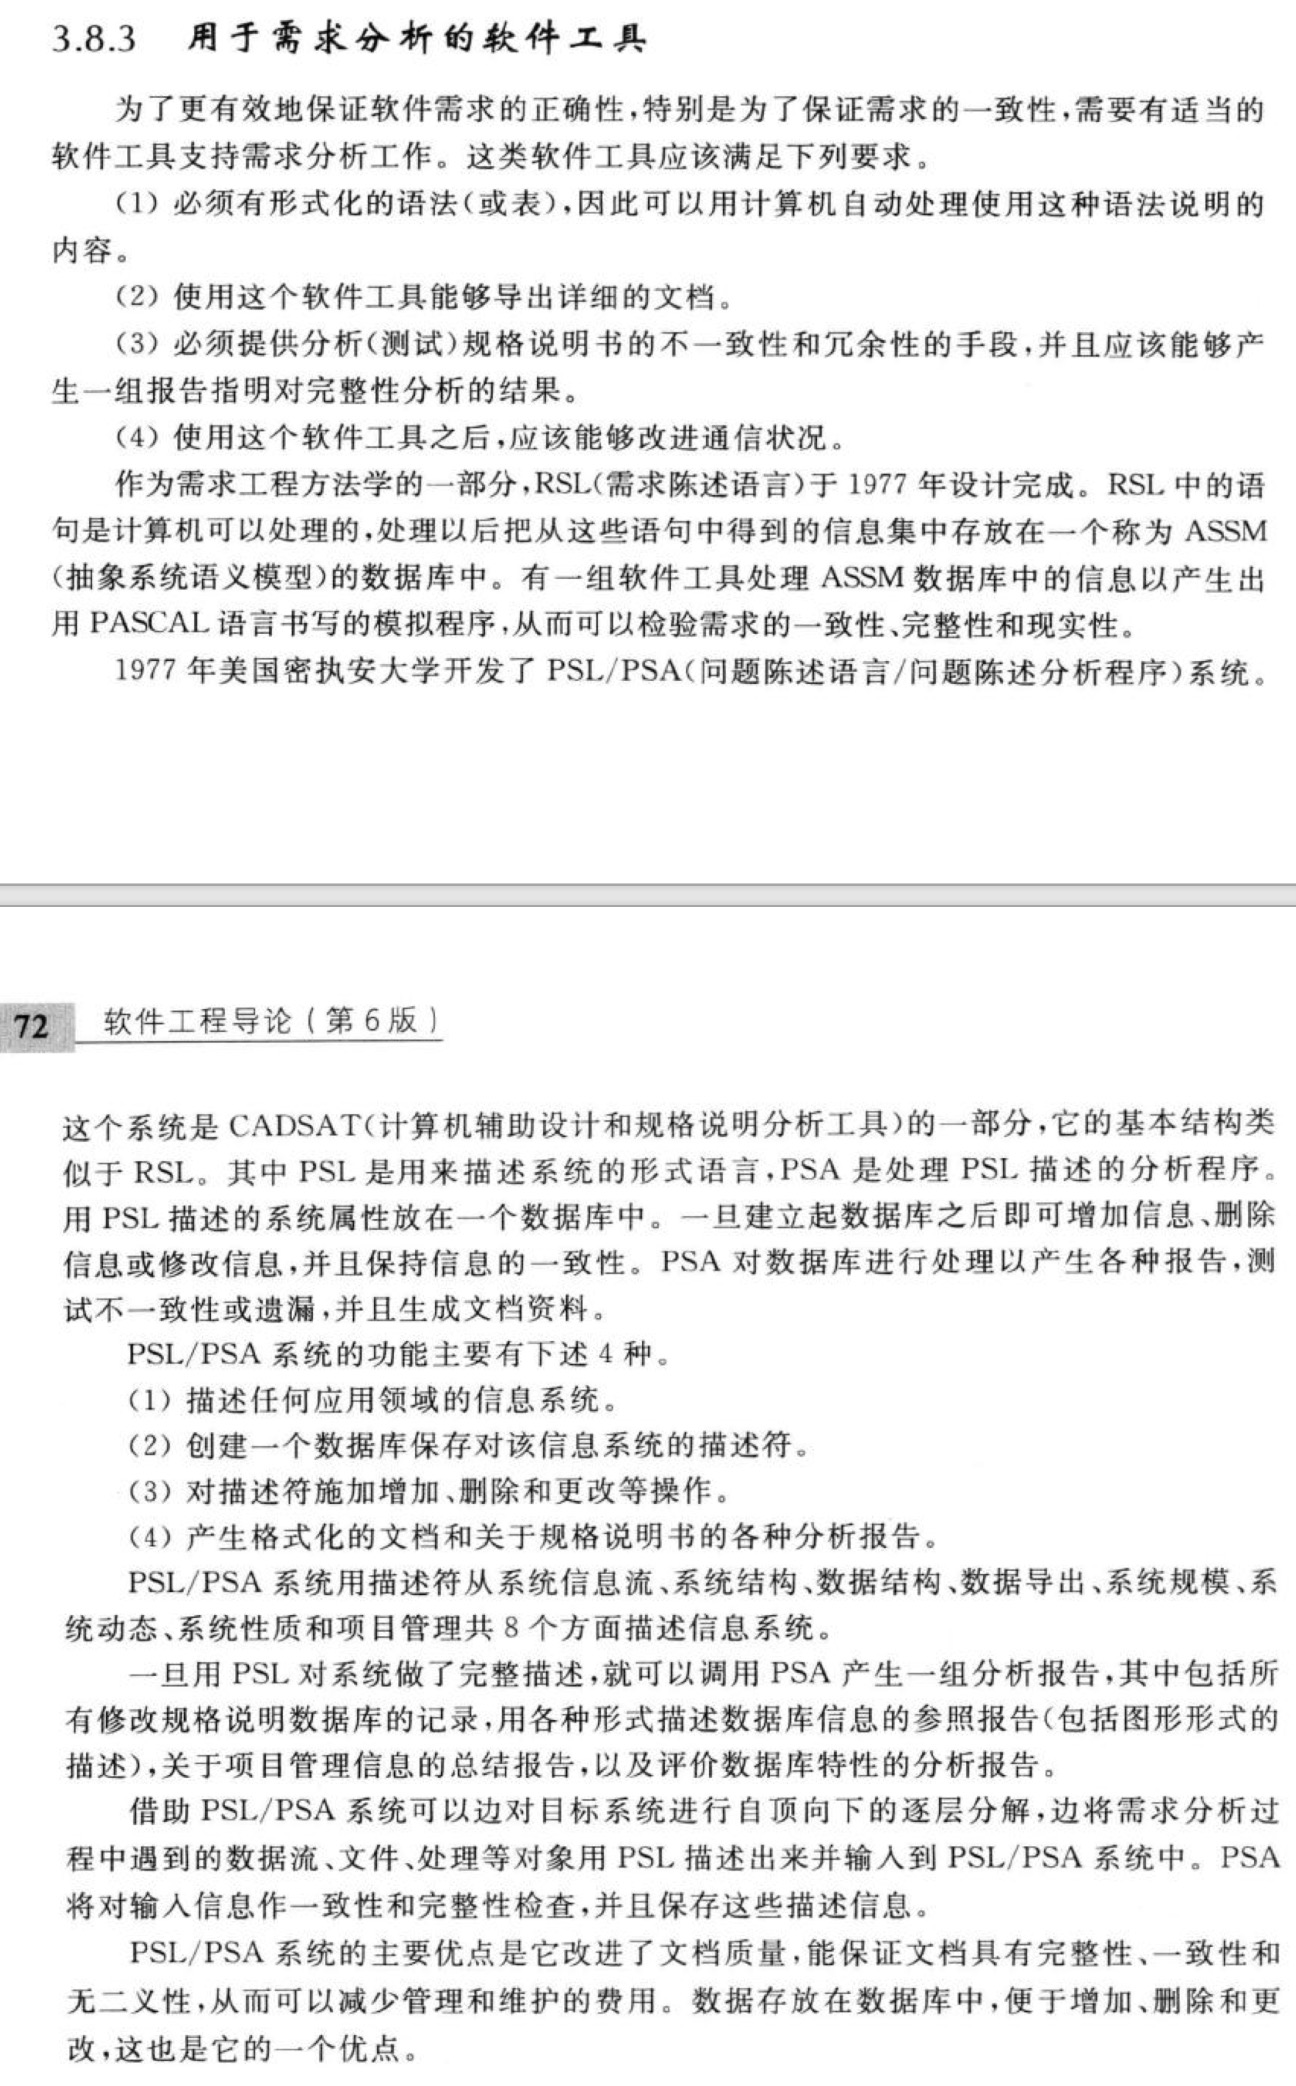 3.8.3 用于需求分析的软件工具
为了更有效地保证软件需求的正确性,特别是为了保证需求的一致性,需要有适当的
软件工具支持需求分析工作。这类软件工具应该满足下列要求。
(1) 必须有形式化的语法(或表),因此可以用计算机自动处理使用这种语法说明的
内容。
(2) 使用这个软件工具能够导出详细的文档。
(3) 必须提供分析(测试)规格说明书的不一致性和冗余性的手段,并且应该能够产
生一组报告指明对完整性分析的结果。
(4) 使用这个软件工具之后,应该能够改进通信状况。
作为需求工程方法学的一部分,RSL(需求陈述语言)于 1977 年设计完成。RSL 中的语
句是计算机可以处理的,处理以后把从这些语句中得到的信息集中存放在一个称为 ASSM
(抽象系统语义模型)的数据库中。有一组软件工具处理 ASSM 数据库中的信息以产生出
用 PASCAL 语言书写的模拟程序,从而可以检验需求的一致性、完整性和现实性。
1977 年美国密执安大学开发了 PSL/PSA(问题陈述语言/问题陈述分析程序)系统。
72 软件工程导论(第6版)
这个系统是 CADSAT(计算机辅助设计和规格说明分析工具)的一部分,它的基本结构类
似于 RSL。其中 PSL 是用来描述系统的形式语言,PSA 是处理 PSL 描述的分析程序。
用 PSL 描述的系统属性放在一个数据库中。一旦建立起数据库之后即可增加信息、删除
信息或修改信息,并且保持信息的一致性。PSA 对数据库进行处理以产生各种报告,测
试不一致性或遗漏,并且生成文档资料。
PSL/PSA 系统的功能主要有下述 4 种。
(1) 描述任何应用领域的信息系统。
(2) 创建一个数据库保存对该信息系统的描述符。
(3) 对描述符施加增加、删除和更改等操作。
(4) 产生格式化的文档和关于规格说明书的各种分析报告。
PSL/PSA 系统用描述符从系统信息流、系统结构、数据结构、数据导出、系统规模、系
统动态、系统性质和项目管理共 8 个方面描述信息系统。
一旦用 PSL 对系统做了完整描述,就可以调用 PSA 产生一组分析报告,其中包括所
有修改规格说明数据库的记录,用各种形式描述数据库信息的参照报告(包括图形形式的
描述),关于项目管理信息的总结报告,以及评价数据库特性的分析报告。
借助 PSL/PSA 系统可以边对目标系统进行自顶向下的逐层分解,边将需求分析过
程中遇到的数据流、文件、处理等对象用 PSL 描述出来并输入到 PSL/PSA 系统中。PSA
将对输入信息作一致性和完整性检查,并且保存这些描述信息。
PSL/PSA 系统的主要优点是它改进了文档质量,能保证文档具有完整性、一致性和
无二义性,从而可以减少管理和维护的费用。数据存放在数据库中,便于增加、删除和更
改,这也是它的一个优点。